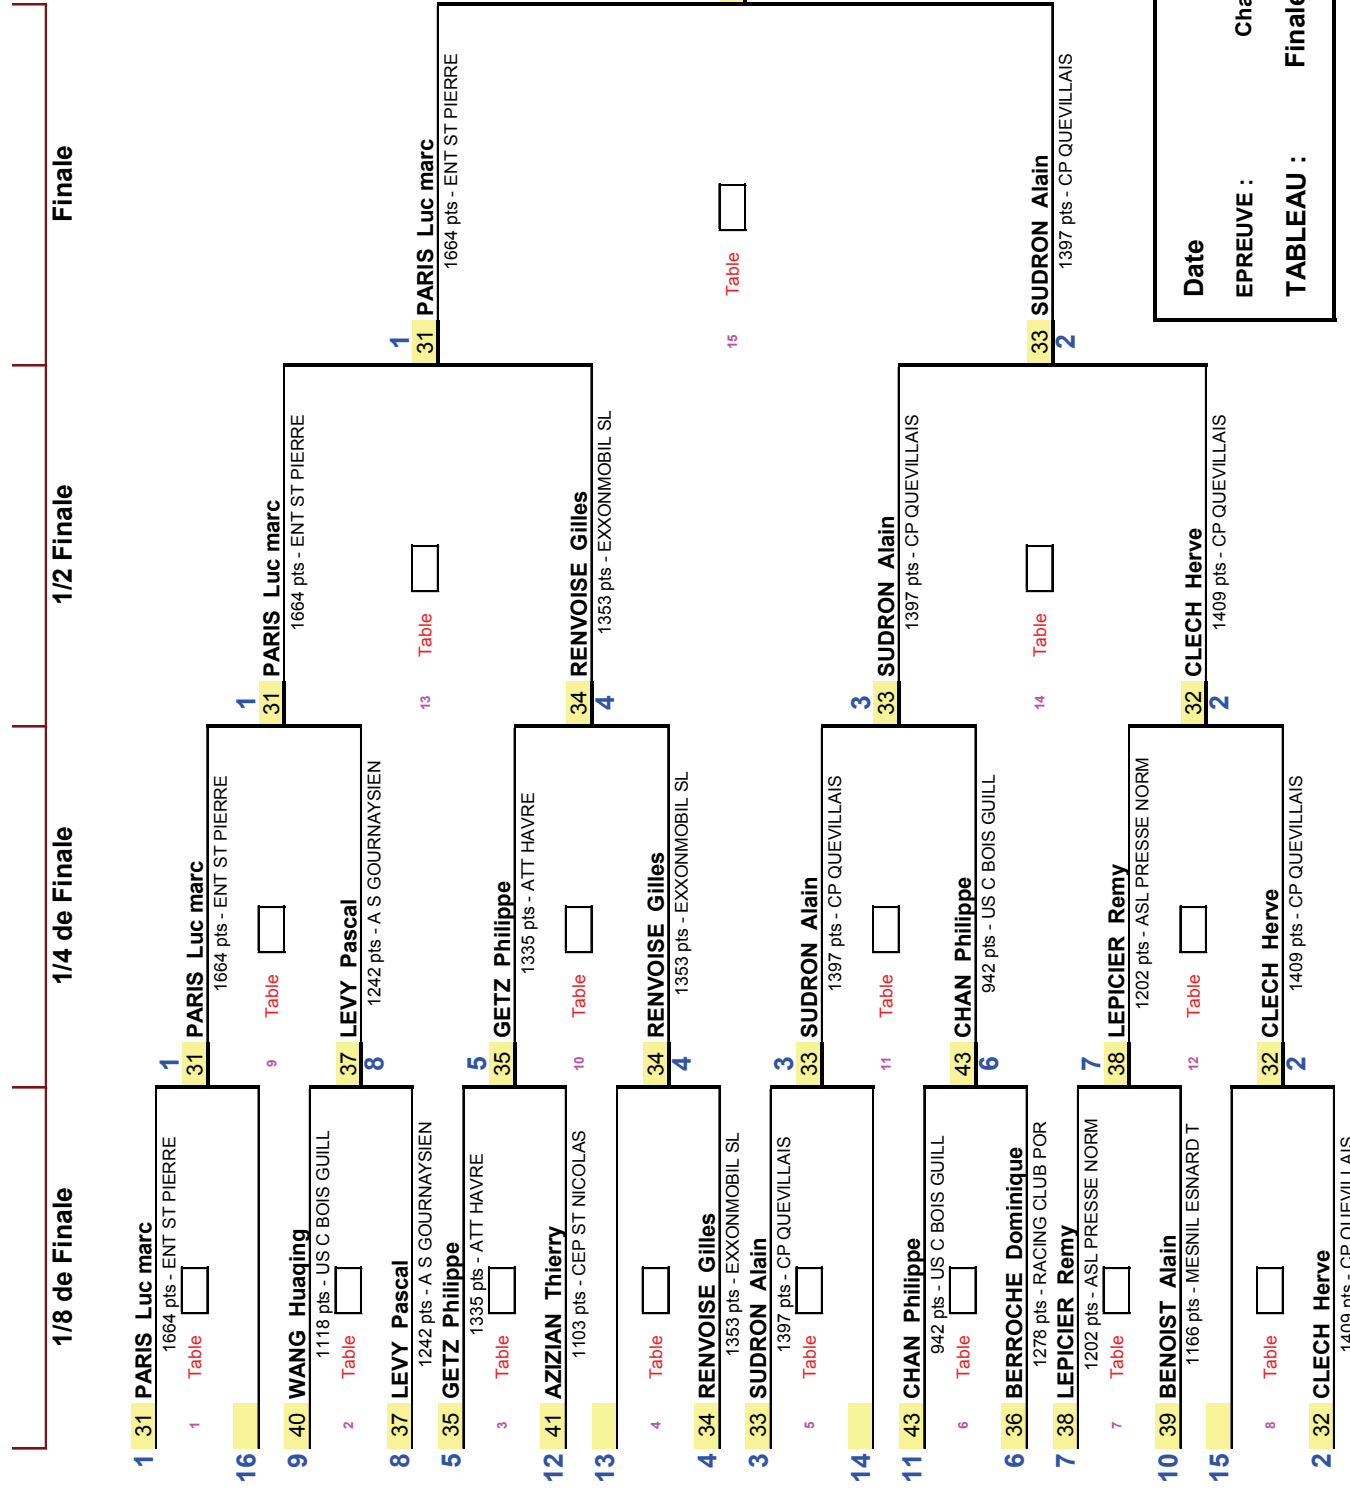 1/8 de Finale
1/4 de Finale
1/2 Finale
Finale
1
31 PARIS Luc marc
1664 pts - ENT ST PIERRE
1 Table
16
9
40 WANG Huaqing
1118 pts - US C BOIS GUILL
2 Table
8
37 LEVY Pascal
1242 pts - A S GOURNAYSIEN
5
35 GETZ Philippe
1335 pts - ATT HAVRE
3 Table
12
41 AZIZIAN Thierry
1103 pts - CEP ST NICOLAS
13
4 Table
4
34 RENVOISE Gilles
1353 pts - EXXONMOBIL SL
3
33 SUDRON Alain
1397 pts - CP QUEVILLAIS
5 Table
14
11
43 CHAN Philippe
942 pts - US C BOIS GUILL
6 Table
6
36 BERROCHE Dominique
1278 pts - RACING CLUB POR
7
38 LEPICIER Remy
1202 pts - ASL PRESSE NORM
7 Table
10
39 BENOIST Alain
1166 pts - MESNIL ESNARD T
15
8 Table
2
32 CLECH Herve
1409 pts - CP QUEVILLAIS
1
31 PARIS Luc marc
1664 pts - ENT ST PIERRE
9 Table
37 LEVY Pascal
8
1242 pts - A S GOURNAYSIEN
5
35 GETZ Philippe
1335 pts - ATT HAVRE
10 Table
34 RENVOISE Gilles
4
1353 pts - EXXONMOBIL SL
3
33 SUDRON Alain
1397 pts - CP QUEVILLAIS
11 Table
43 CHAN Philippe
6
942 pts - US C BOIS GUILL
7
38 LEPICIER Remy
1202 pts - ASL PRESSE NORM
12 Table
32 CLECH Herve
2
1409 pts - CP QUEVILLAIS
1
31 PARIS Luc marc
1664 pts - ENT ST PIERRE
13 Table
34 RENVOISE Gilles
4
1353 pts - EXXONMOBIL SL
3
33 SUDRON Alain
1397 pts - CP QUEVILLAIS
14 Table
32 CLECH Herve
2
1409 pts - CP QUEVILLAIS
1
31 PARIS Luc marc
1664 pts - ENT ST PIERRE
15 Table
33 SUDRON Alain
2
1397 pts - CP QUEVILLAIS
Date
EPREUVE : Cha
TABLEAU : Finale